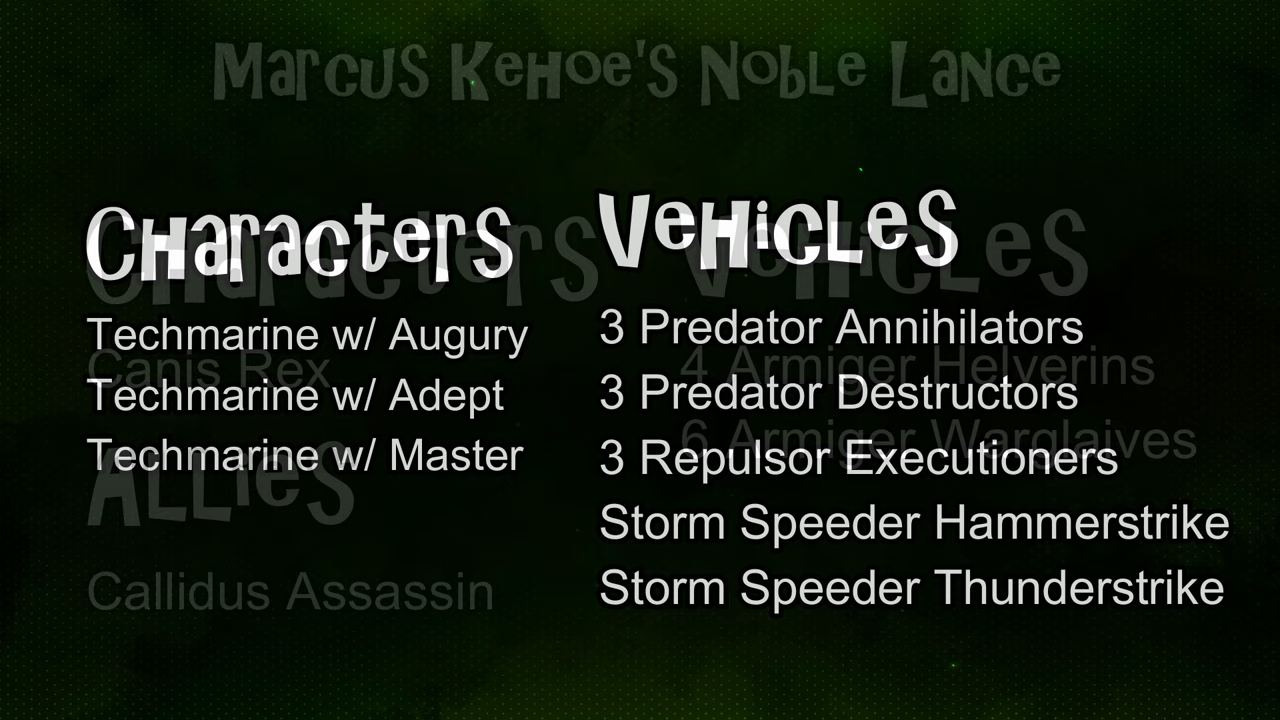 Marcus Kehoe's Noble Lance
Characters
Techmarine w/ Augury
Techmarine w/ Adept
Techmarine w/ Master
Vehicles
3 Predator Annihilators
3 Predator Destructors
3 Repulsor Executioners
Storm Speeder Hammerstrike
Storm Speeder Thunderstrike
Characters
Canis Rex
Allies
Callidus Assassin
Vehicles
4 Armiger Helverins
6 Armiger Warglaives